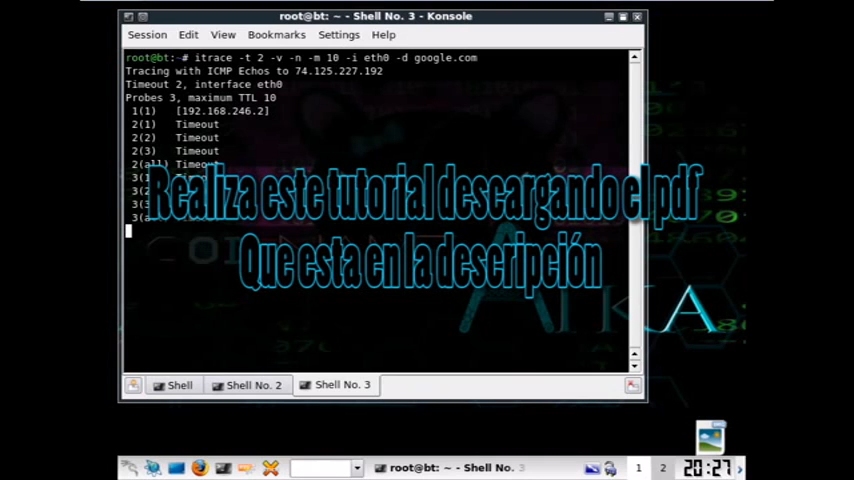 root@bt: ~ - Shell No. 3 - Konsole
Session Edit View Bookmarks Settings Help
root@bt:~# itrace -t 2 -v -n -m 10 -i eth0 -d google.com
Tracing with ICMP Echos to 74.125.227.192
Timeout 2, interface eth0
Probes 3, maximum TTL 10
1(1) [192.168.246.2]
2(1) Timeout
2(2) Timeout
2(3) Timeout
2(all) Timeout
Realiza este tutorial descargando el pdf
Que esta en la descripción
Shell Shell No. 2 Shell No. 3
root@bt: ~ - Shell No. 3
1 2 20:27